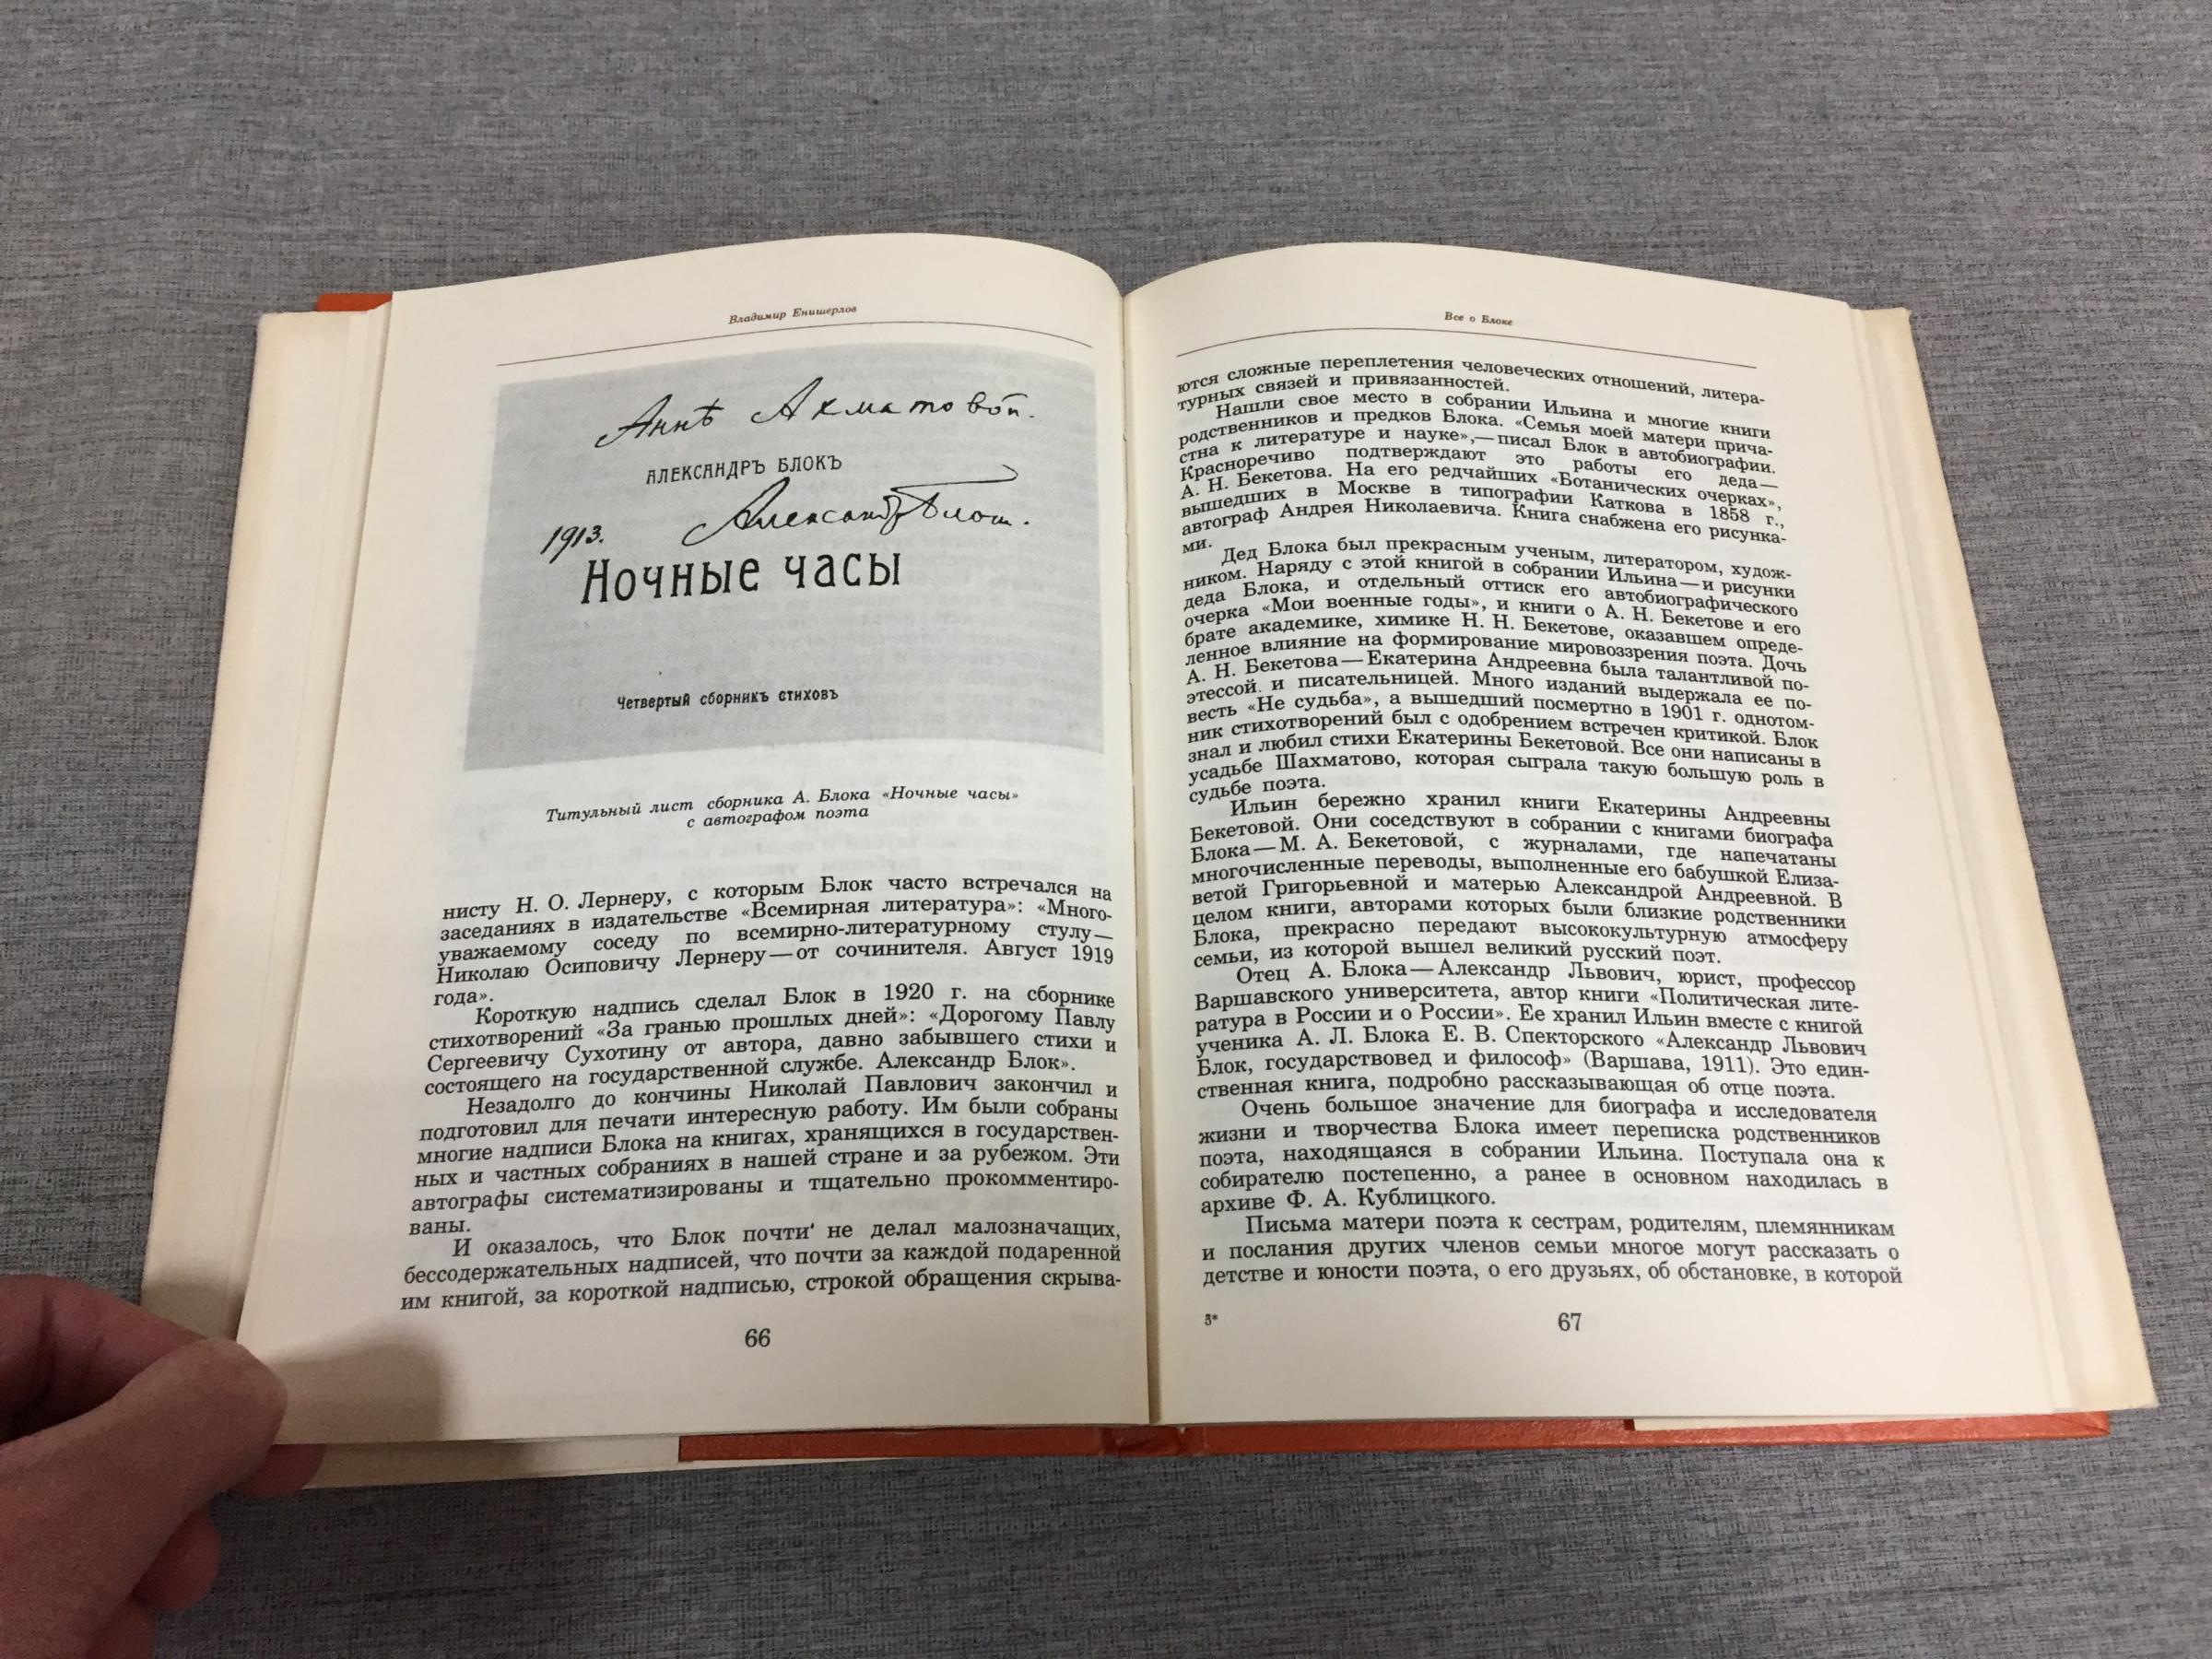 Владимир Енишерлов
Аннѣ Ахматовой.
АЛЕКСАНДРЪ БЛОКЪ
Александръ Блок.
1913.
Ночные часы
Четвертый сборникъ стиховъ
Титульный лист сборника А. Блока «Ночные часы»
с автографом поэта
нисту Н. О. Лернеру, с которым Блок часто встречался на
заседаниях в издательстве «Всемирная литература»: «Много-
уважаемому соседу по всемирно-литературному стулу—
Николаю Осиповичу Лернеру—от сочинителя. Август 1919
года».
Короткую надпись сделал Блок в 1920 г. на сборнике
стихотворений «За гранью прошлых дней»: «Дорогому Павлу
Сергеевичу Сухотину от автора, давно забывшего стихи и
состоящего на государственной службе. Александр Блок».
Незадолго до кончины Николай Павлович закончил и
подготовил для печати интересную работу. Им были собраны
многие надписи Блока на книгах, хранящихся в государствен-
ных и частных собраниях в нашей стране и за рубежом. Эти
автографы систематизированы и тщательно прокомментиро-
ваны.
И оказалось, что Блок почти не делал малозначащих,
бессодержательных надписей, что почти за каждой подаренной
им книгой, за короткой надписью, строкой обращения скрыва-
66
Все о Блоке
ются сложные переплетения человеческих отношений, литера-
турных связей и привязанностей.
Нашли свое место в собрании Ильина и многие книги
родственников и предков Блока. «Семья моей матери прича-
стна к литературе и науке»,—писал Блок в автобиографии.
Красноречиво подтверждают это работы его деда—
А. Н. Бекетова. На его редчайших «Ботанических очерках»,
вышедших в Москве в типографии Каткова в 1858 г.,
автограф Андрея Николаевича. Книга снабжена его рисунка-
ми.
Дед Блока был прекрасным ученым, литератором, худож-
ником. Наряду с этой книгой в собрании Ильина—и рисунки
деда Блока, и отдельный оттиск его автобиографического
очерка «Мои военные годы», и книги о А. Н. Бекетове и его
брате академике, химике Н. Н. Бекетове, оказавшем опреде-
ленное влияние на формирование мировоззрения поэта. Дочь
А. Н. Бекетова—Екатерина Андреевна была талантливой по-
этессой и писательницей. Много изданий выдержала ее по-
весть «Не судьба», а вышедший посмертно в 1901 г. однотом-
ник стихотворений был с одобрением встречен критикой. Блок
знал и любил стихи Екатерины Бекетовой. Все они написаны в
усадьбе Шахматово, которая сыграла такую большую роль в
судьбе поэта.
Ильин бережно хранил книги Екатерины Андреевны
Бекетовой. Они соседствуют в собрании с книгами биографа
Блока—М. А. Бекетовой, с журналами, где напечатаны
многочисленные переводы, выполненные его бабушкой Елиза-
ветой Григорьевной и матерью Александрой Андреевной. В
целом книги, авторами которых были близкие родственники
Блока, прекрасно передают высококультурную атмосферу
семьи, из которой вышел великий русский поэт.
Отец А. Блока—Александр Львович, юрист, профессор
Варшавского университета, автор книги «Политическая лите-
ратура в России и о России». Ее хранил Ильин вместе с книгой
ученика А. Л. Блока Е. В. Спекторского «Александр Львович
Блок, государствовед и философ» (Варшава, 1911). Это един-
ственная книга, подробно рассказывающая об отце поэта.
Очень большое значение для биографа и исследователя
жизни и творчества Блока имеет переписка родственников
поэта, находящаяся в собрании Ильина. Поступала она к
собирателю постепенно, а ранее в основном находилась в
архиве Ф. А. Кублицкого.
Письма матери поэта к сестрам, родителям, племянникам
и послания других членов семьи многое могут рассказать о
детстве и юности поэта, о его друзьях, об обстановке, в которой
3*
67